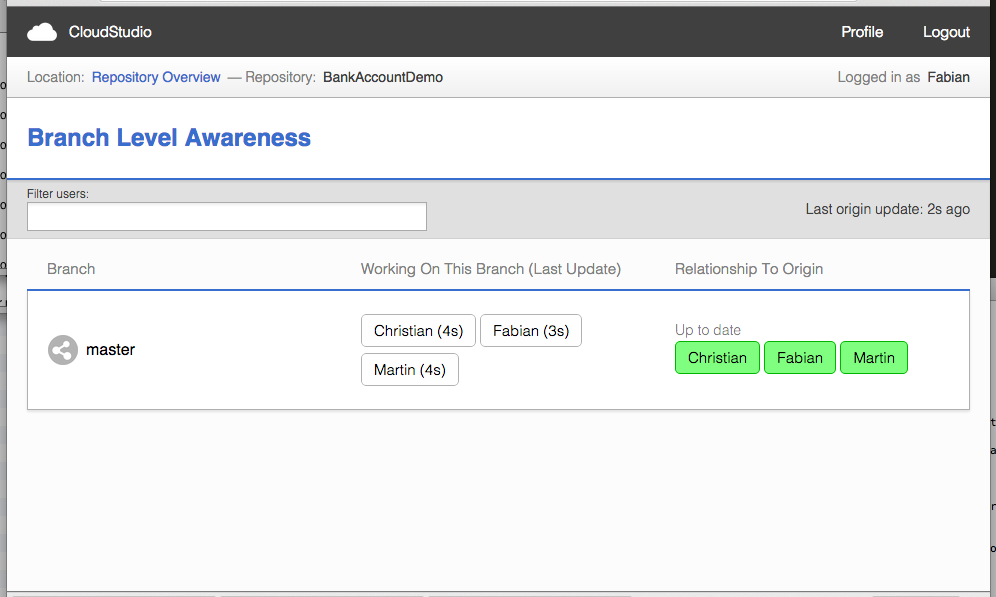 CloudStudio Profile Logout
Location: Repository Overview — Repository: BankAccountDemo Logged in as Fabian
Branch Level Awareness
Filter users:
Last origin update: 2s ago
Branch Working On This Branch (Last Update) Relationship To Origin
master
Christian (4s) Fabian (3s)
Martin (4s)
Up to date
Christian Fabian Martin